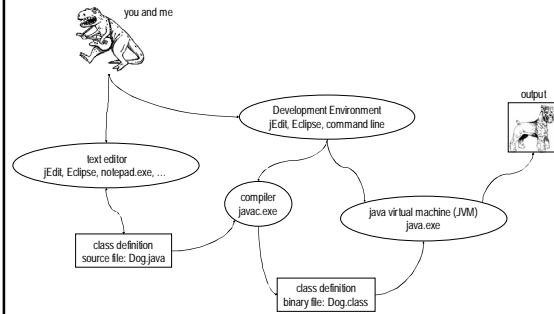 you and me
output
Development Environment
jEdit, Eclipse, command line
text editor
jEdit, Eclipse, notepad.exe, …
compiler
javac.exe
java virtual machine (JVM)
java.exe
class definition
source file: Dog.java
class definition
binary file: Dog.class